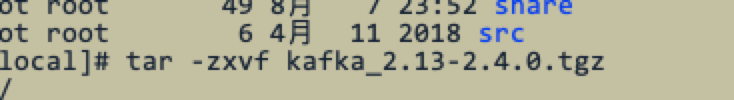 ot root 49 8月 7 23:52 share
ot root 6 4月 11 2018 src
local]# tar -zxvf kafka_2.13-2.4.0.tgz
/